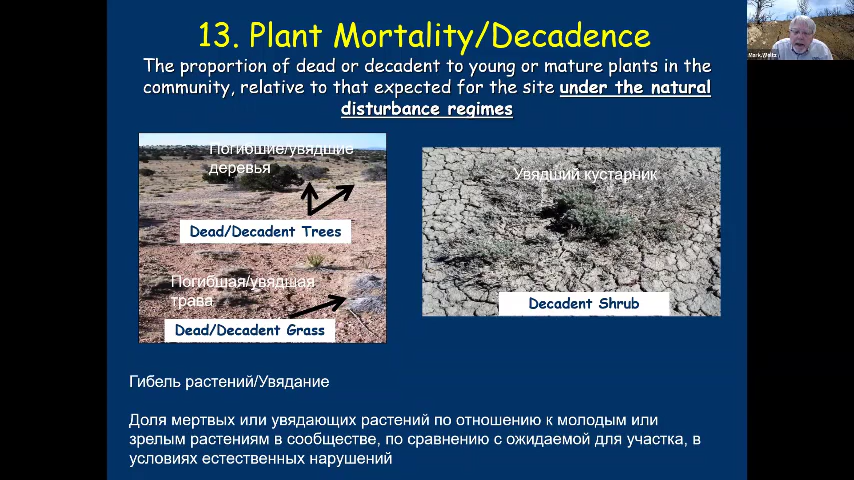 13. Plant Mortality/Decadence
The proportion of dead or decadent to young or mature plants in the
community, relative to that expected for the site under the natural
disturbance regimes
Погибшие/увядшие
деревья
Dead/Decadent Trees
Погибшая/увядшая
трава
Dead/Decadent Grass
Увядший кустарник
Decadent Shrub
Гибель растений/Увядание
Доля мертвых или увядающих растений по отношению к молодым или
зрелым растениям в сообществе, по сравнению с ожидаемой для участка, в
условиях естественных нарушений
Mark.Weltz